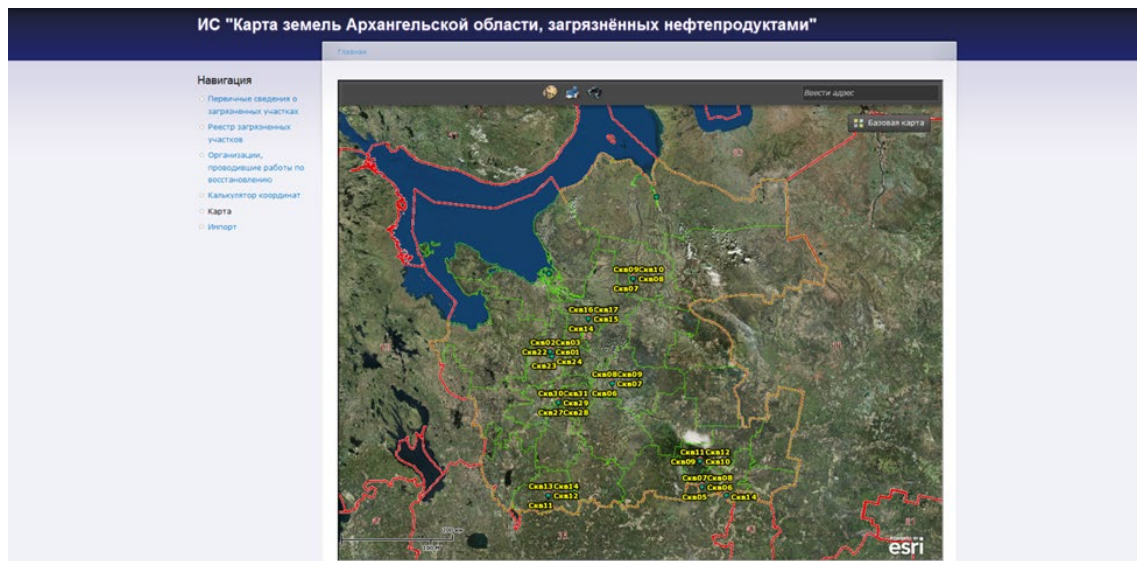 ИС "Карта земель Архангельской области, загрязнённых нефтепродуктами"
Главная
Навигация
Первичные сведения о
загрязненных участках
Реестр загрязненных
участков
Организации,
проводившие работы по
восстановлению
Калькулятор координат
Карта
Импорт
Ввести адрес
Базовая карта
Скв09Скв10
Скв08
Скв07
Скв16Скв17
Скв15
Скв14
Скв02Скв03
Скв22 Скв01
Скв24
Скв23
Скв08Скв09
Скв07
Скв30Скв31 Скв06
Скв29
Скв27Скв28
Скв11Скв12
Скв09 Скв10
Скв07Скв08
Скв06
Скв05 Скв14
Скв13Скв14
Скв12
Скв11
esri